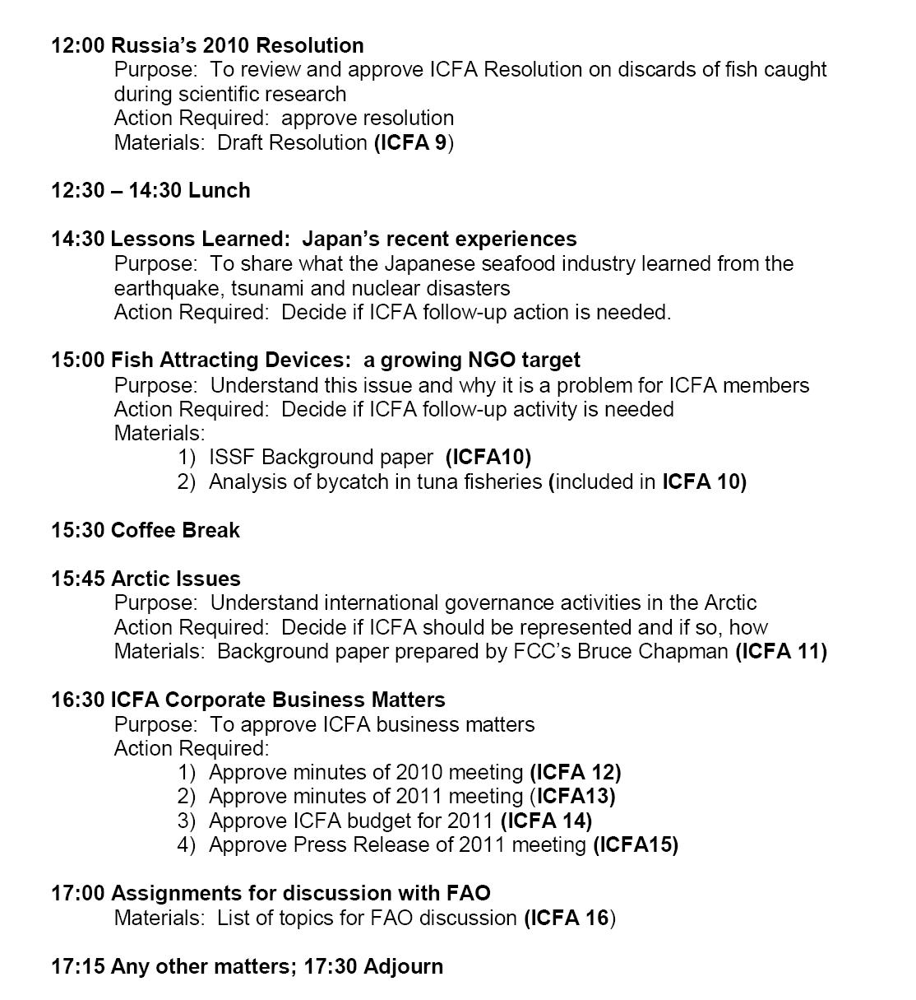 12:00 Russia’s 2010 Resolution
Purpose:  To review and approve ICFA Resolution on discards of fish caught
during scientific research
Action Required:  approve resolution
Materials:  Draft Resolution (ICFA 9)
12:30 – 14:30 Lunch
14:30 Lessons Learned:  Japan’s recent experiences
Purpose:  To share what the Japanese seafood industry learned from the
earthquake, tsunami and nuclear disasters
Action Required:  Decide if ICFA follow-up action is needed.
15:00 Fish Attracting Devices:  a growing NGO target
Purpose:  Understand this issue and why it is a problem for ICFA members
Action Required:  Decide if ICFA follow-up activity is needed
Materials:
1)  ISSF Background paper  (ICFA10)
2)  Analysis of bycatch in tuna fisheries (included in ICFA 10)
15:30 Coffee Break
15:45 Arctic Issues
Purpose:  Understand international governance activities in the Arctic
Action Required:  Decide if ICFA should be represented and if so, how
Materials:  Background paper prepared by FCC’s Bruce Chapman (ICFA 11)
16:30 ICFA Corporate Business Matters
Purpose:  To approve ICFA business matters
Action Required:
1)  Approve minutes of 2010 meeting (ICFA 12)
2)  Approve minutes of 2011 meeting (ICFA13)
3)  Approve ICFA budget for 2011 (ICFA 14)
4)  Approve Press Release of 2011 meeting (ICFA15)
17:00 Assignments for discussion with FAO
Materials:  List of topics for FAO discussion (ICFA 16)
17:15 Any other matters; 17:30 Adjourn